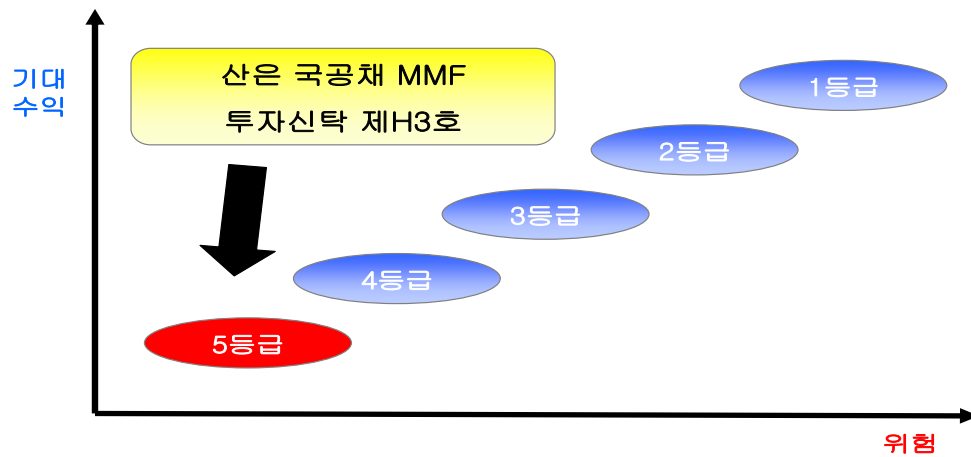 기대
수익
산은 국공채 MMF
투자신탁 제H3호
1등급
2등급
3등급
4등급
5등급
위험